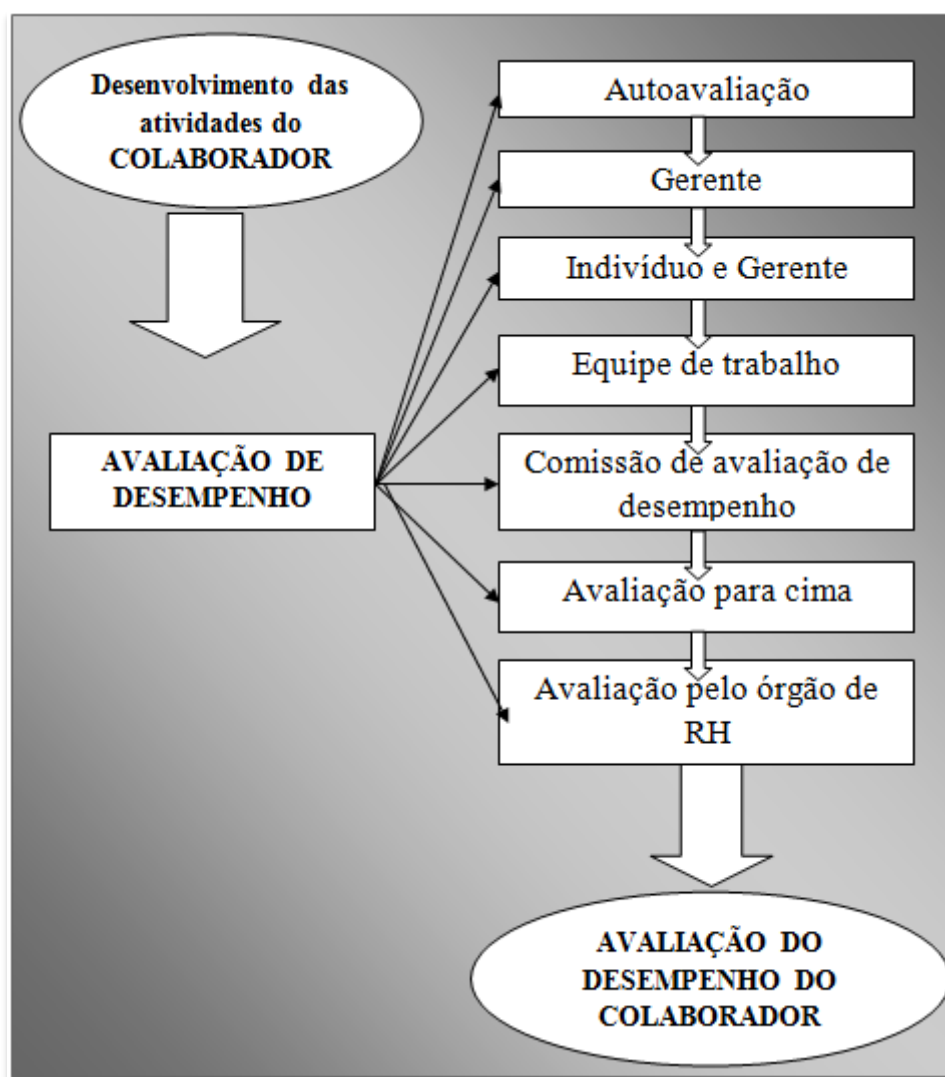 Desenvolvimento das
atividades do
COLABORADOR
AVALIAÇÃO DE
DESEMPENHO
Autoavaliação
Gerente
Indivíduo e Gerente
Equipe de trabalho
Comissão de avaliação de
desempenho
Avaliação para cima
Avaliação pelo órgão de
RH
AVALIAÇÃO DO
DESEMPENHO DO
COLABORADOR